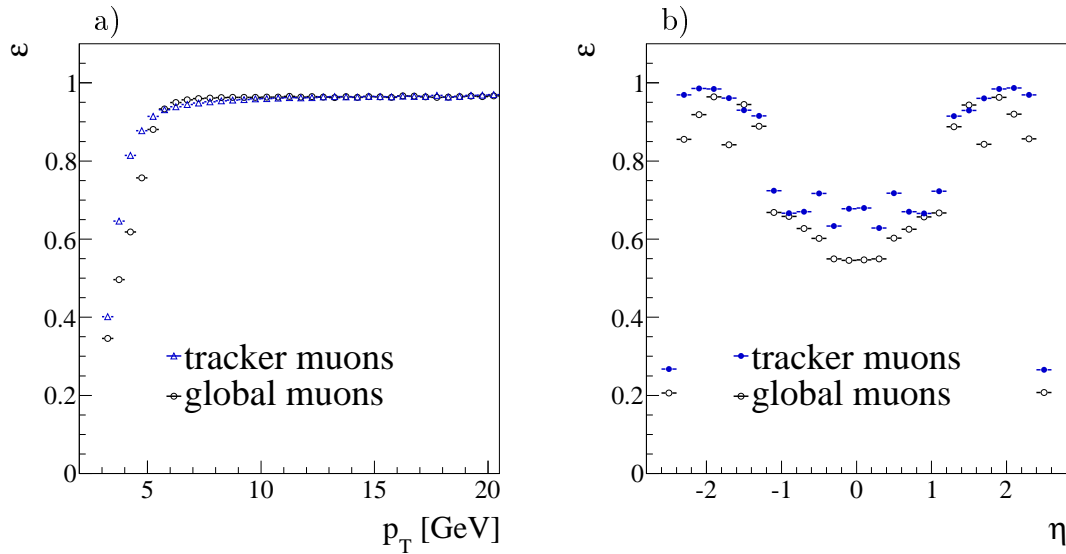 a)
ε
1
0.8
0.6
0.4
0.2
0
tracker muons
global muons
5 10 15 20
p_T [GeV]
b)
ε
1
0.8
0.6
0.4
0.2
0
tracker muons
global muons
-2 -1 0 1 2
η